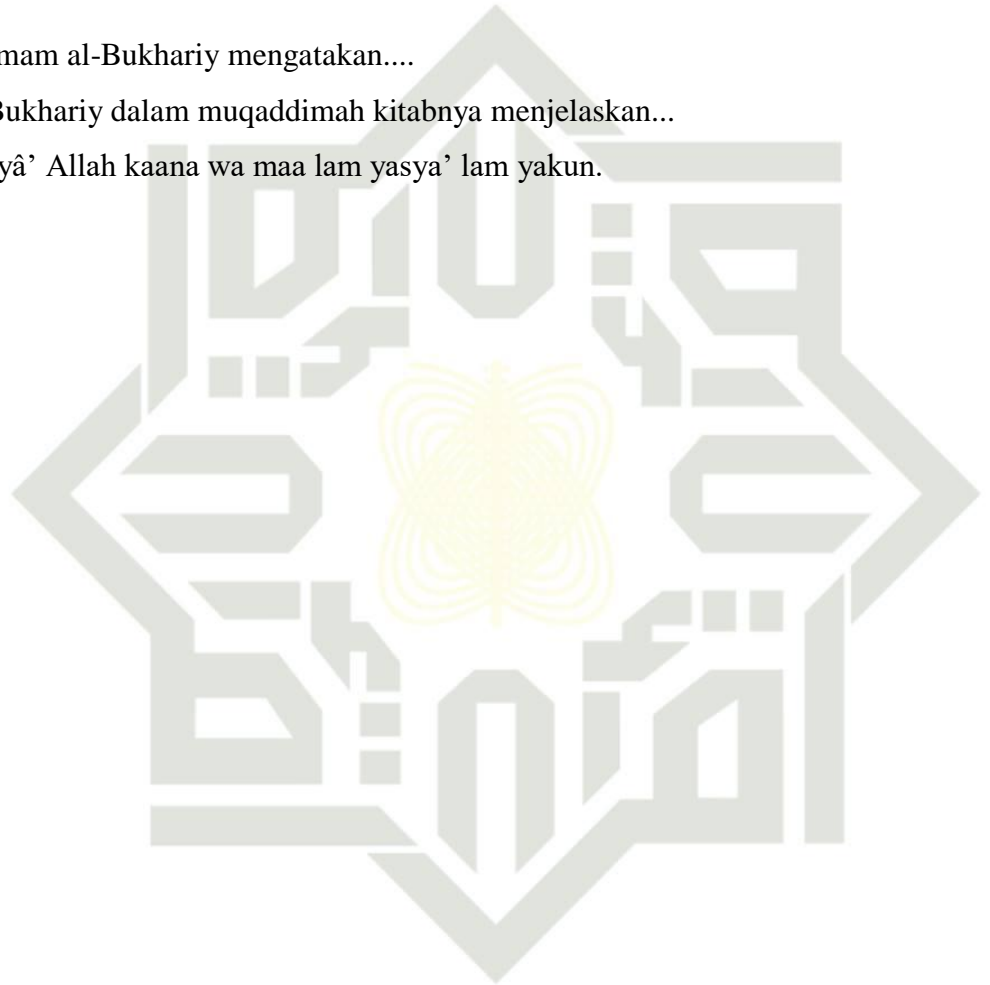 mam al-Bukhariy mengatakan....
Bukhariy dalam muqaddimah kitabnya menjelaskan...
yâ’ Allah kaana wa maa lam yasya’ lam yakun.